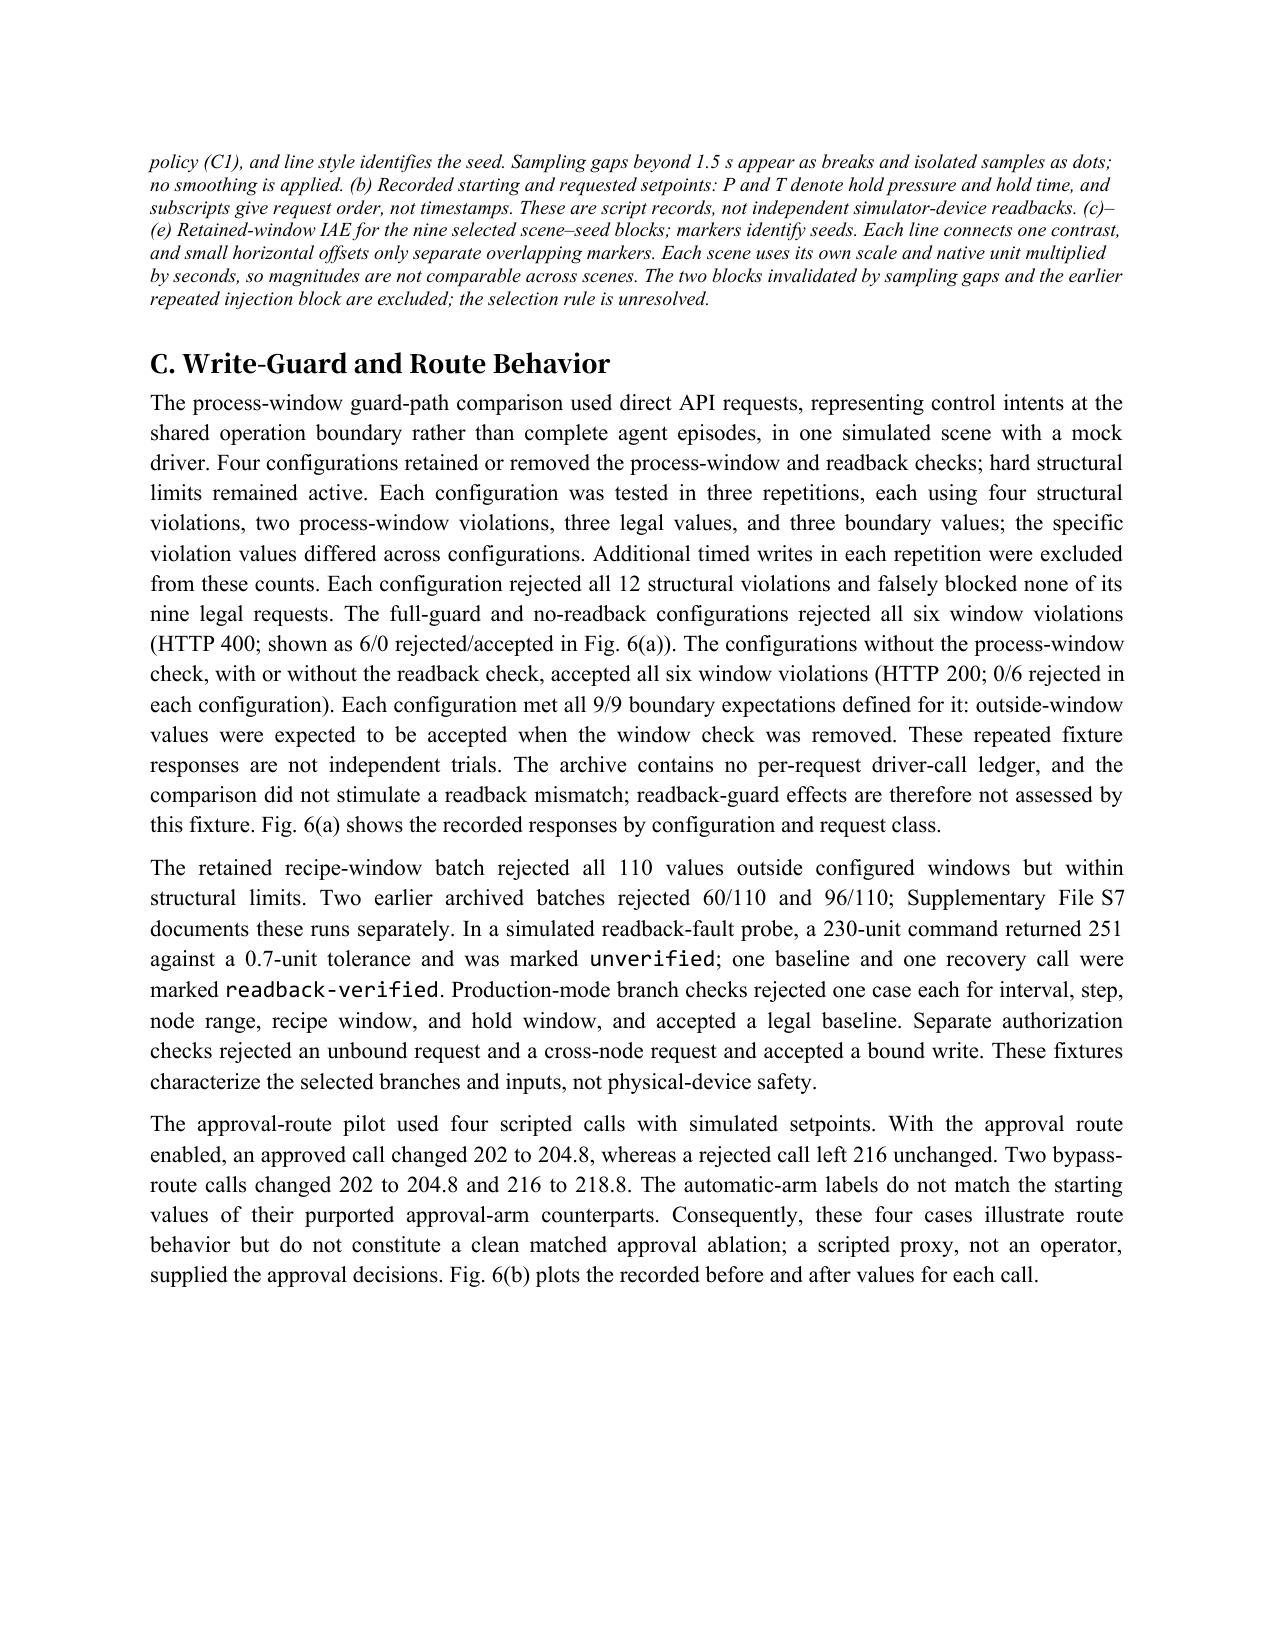 policy (C1), and line style identifies the seed. Sampling gaps beyond 1.5 s appear as breaks and isolated samples as dots;
no smoothing is applied. (b) Recorded starting and requested setpoints: P and T denote hold pressure and hold time, and
subscripts give request order, not timestamps. These are script records, not independent simulator-device readbacks. (c)–
(e) Retained-window IAE for the nine selected scene–seed blocks; markers identify seeds. Each line connects one contrast,
and small horizontal offsets only separate overlapping markers. Each scene uses its own scale and native unit multiplied
by seconds, so magnitudes are not comparable across scenes. The two blocks invalidated by sampling gaps and the earlier
repeated injection block are excluded; the selection rule is unresolved.
C. Write-Guard and Route Behavior
The process-window guard-path comparison used direct API requests, representing control intents at the
shared operation boundary rather than complete agent episodes, in one simulated scene with a mock
driver. Four configurations retained or removed the process-window and readback checks; hard structural
limits remained active. Each configuration was tested in three repetitions, each using four structural
violations, two process-window violations, three legal values, and three boundary values; the specific
violation values differed across configurations. Additional timed writes in each repetition were excluded
from these counts. Each configuration rejected all 12 structural violations and falsely blocked none of its
nine legal requests. The full-guard and no-readback configurations rejected all six window violations
(HTTP 400; shown as 6/0 rejected/accepted in Fig. 6(a)). The configurations without the process-window
check, with or without the readback check, accepted all six window violations (HTTP 200; 0/6 rejected in
each configuration). Each configuration met all 9/9 boundary expectations defined for it: outside-window
values were expected to be accepted when the window check was removed. These repeated fixture
responses are not independent trials. The archive contains no per-request driver-call ledger, and the
comparison did not stimulate a readback mismatch; readback-guard effects are therefore not assessed by
this fixture. Fig. 6(a) shows the recorded responses by configuration and request class.
The retained recipe-window batch rejected all 110 values outside configured windows but within
structural limits. Two earlier archived batches rejected 60/110 and 96/110; Supplementary File S7
documents these runs separately. In a simulated readback-fault probe, a 230-unit command returned 251
against a 0.7-unit tolerance and was marked unverified; one baseline and one recovery call were
marked readback-verified. Production-mode branch checks rejected one case each for interval, step,
node range, recipe window, and hold window, and accepted a legal baseline. Separate authorization
checks rejected an unbound request and a cross-node request and accepted a bound write. These fixtures
characterize the selected branches and inputs, not physical-device safety.
The approval-route pilot used four scripted calls with simulated setpoints. With the approval route
enabled, an approved call changed 202 to 204.8, whereas a rejected call left 216 unchanged. Two bypass-
route calls changed 202 to 204.8 and 216 to 218.8. The automatic-arm labels do not match the starting
values of their purported approval-arm counterparts. Consequently, these four cases illustrate route
behavior but do not constitute a clean matched approval ablation; a scripted proxy, not an operator,
supplied the approval decisions. Fig. 6(b) plots the recorded before and after values for each call.